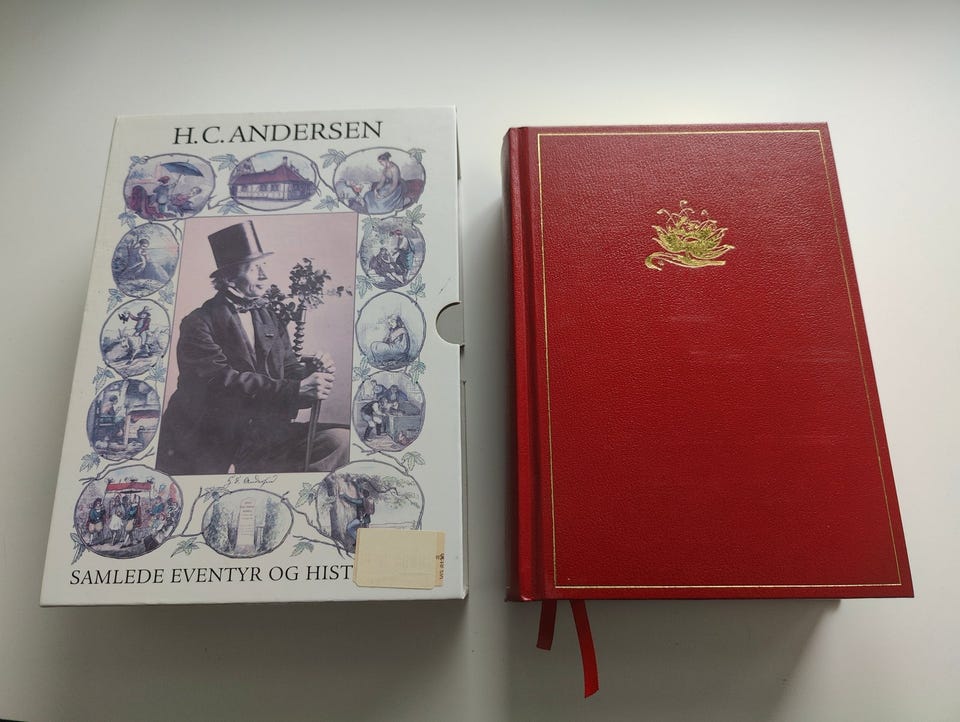 H. C. ANDERSEN
SAMLEDE EVENTYR OG HIST